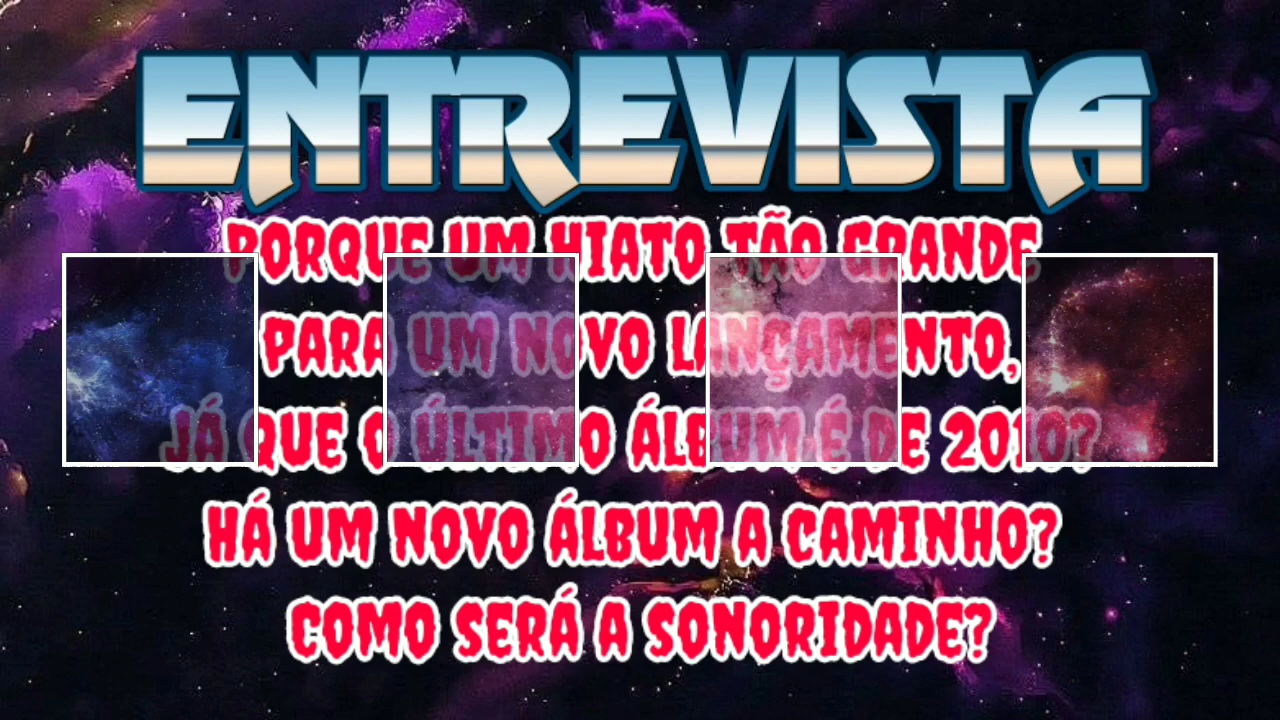 ENTREVISTA
PORQUE UM HIATO TÃO GRANDE
PARA UM NOVO LANÇAMENTO,
JÁ QUE O ÚLTIMO ÁLBUM É DE 2010?
HÁ UM NOVO ÁLBUM A CAMINHO?
COMO SERÁ A SONORIDADE?